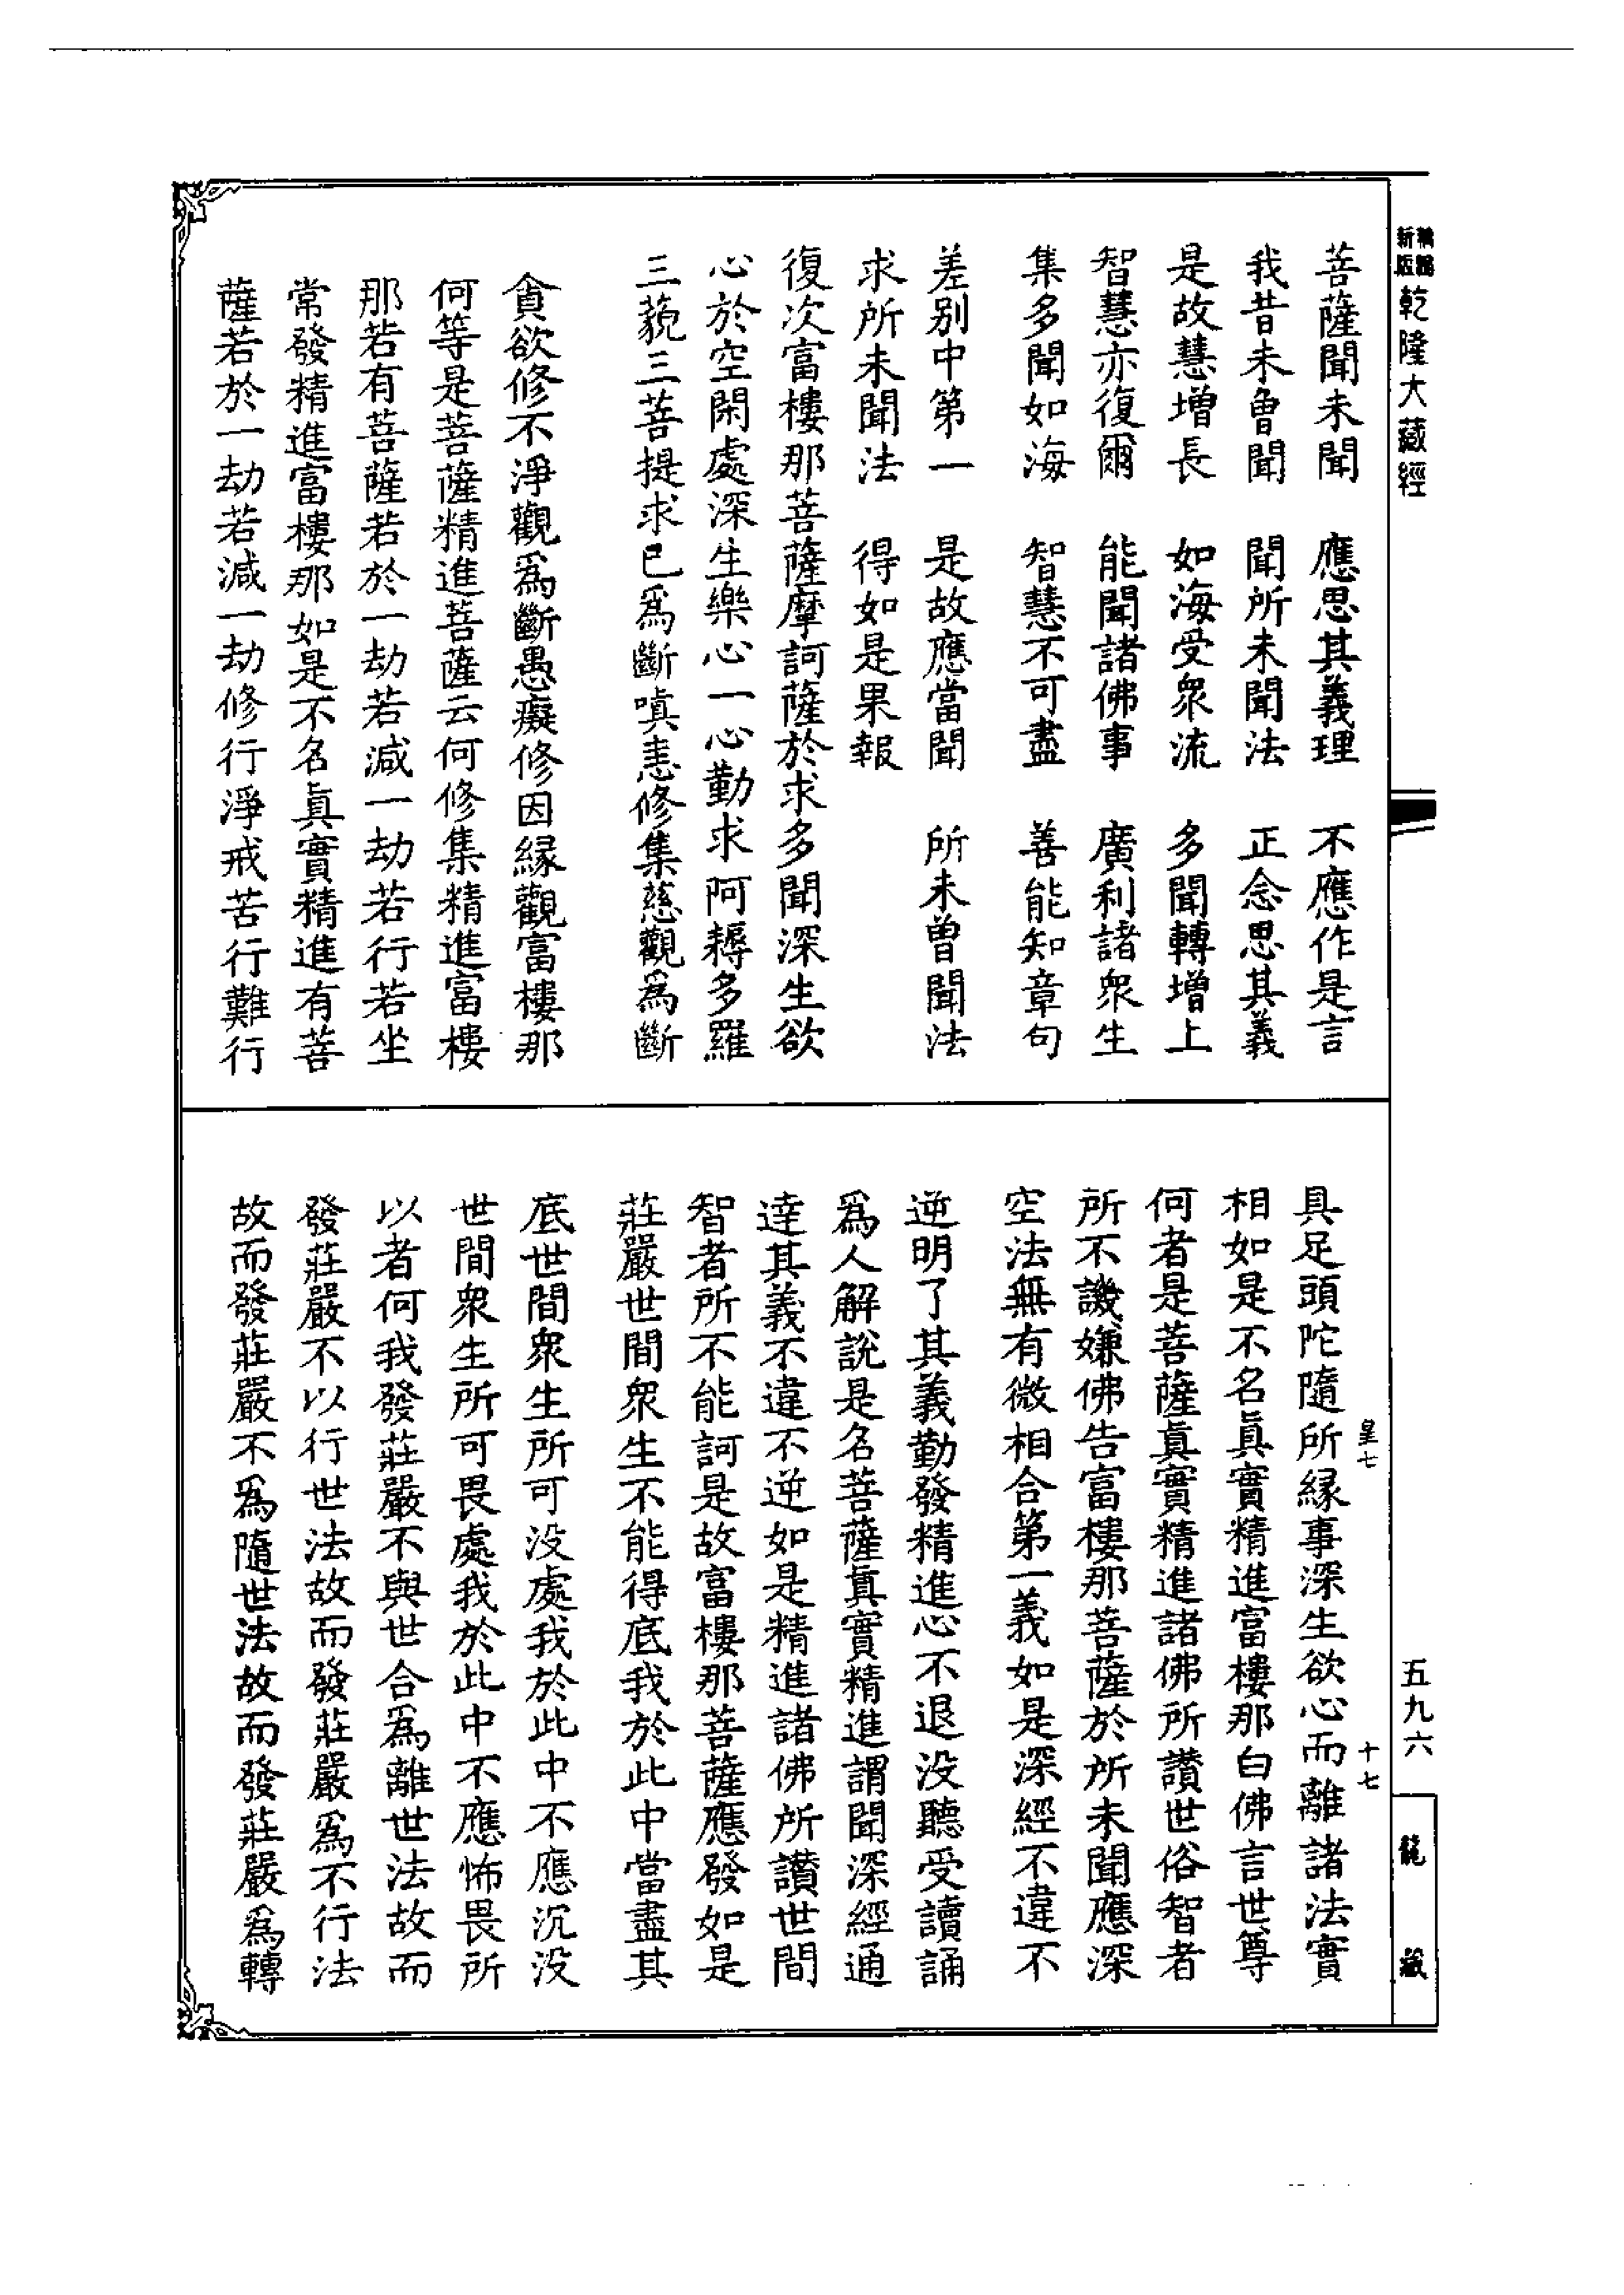 新版
乾隆大藏經
菩薩聞未聞　應思其義理　不應作是言
我昔未曾聞　聞所未聞法　正念思其義
是故慧增長　如海受衆流　多聞轉增上
智慧亦復爾　能聞諸佛事　廣利諸衆生
集多聞如海　智慧不可盡　善能知章句
差别中第一　是故應當聞　所未曾聞法
求所未聞法　得如是果報
復次富樓那菩薩摩訶薩於求多聞深生欲
心於空閑處深生樂心一心勤求阿耨多羅
三藐三菩提求已爲斷嗔恚修集慈觀爲斷
貪欲修不淨觀爲斷愚癡修因縁觀富樓那
何等是菩薩精進菩薩云何修集精進富樓
那若有菩薩若於一劫若減一劫若行若坐
常發精進富樓那如是不名眞實精進有菩
薩若於一劫若減一劫修行淨戒苦行難行
具足頭陀隨所縁事深生欲心而離諸法實
相如是不名眞實精進富樓那白佛言世尊
何者是菩薩眞實精進諸佛所讃世俗智者
所不譏嫌佛告富樓那菩薩於所未聞應深
空法無有微相合第一義如是深經不違不
逆明了其義勤發精進心不退没聽受讀誦
爲人解說是名菩薩眞實精進謂聞深經通
達其義不違不逆如是精進諸佛所讃世間
智者所不能訶是故富樓那菩薩應發如是
莊嚴世間衆生不能得底我於此中當盡其
底世間衆生所可没處我於此中不應沉没
世間衆生所可畏處我於此中不應怖畏所
以者何我發莊嚴不與世合爲離世法故而
發莊嚴不以行世法故而發莊嚴爲不行法
故而發莊嚴不爲隨世法故而發莊嚴爲轉
皇七
十七
五九六
龍藏